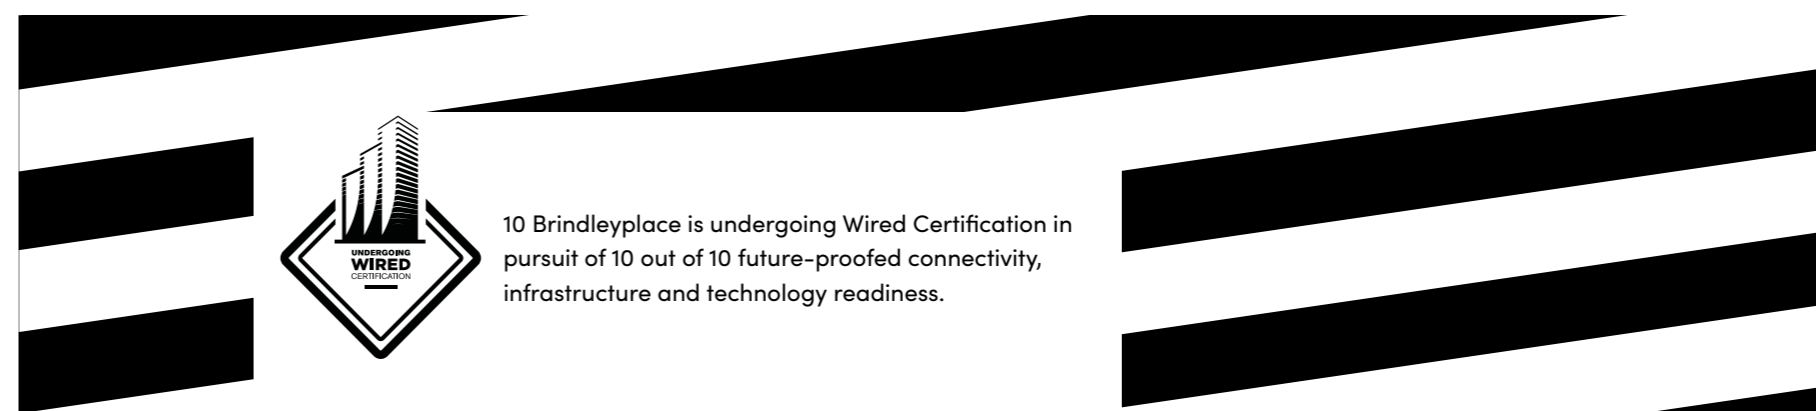 UNDERGOING
WIRED
CERTIFICATION
10 Brindleyplace is undergoing Wired Certification in
pursuit of 10 out of 10 future-proofed connectivity,
infrastructure and technology readiness.